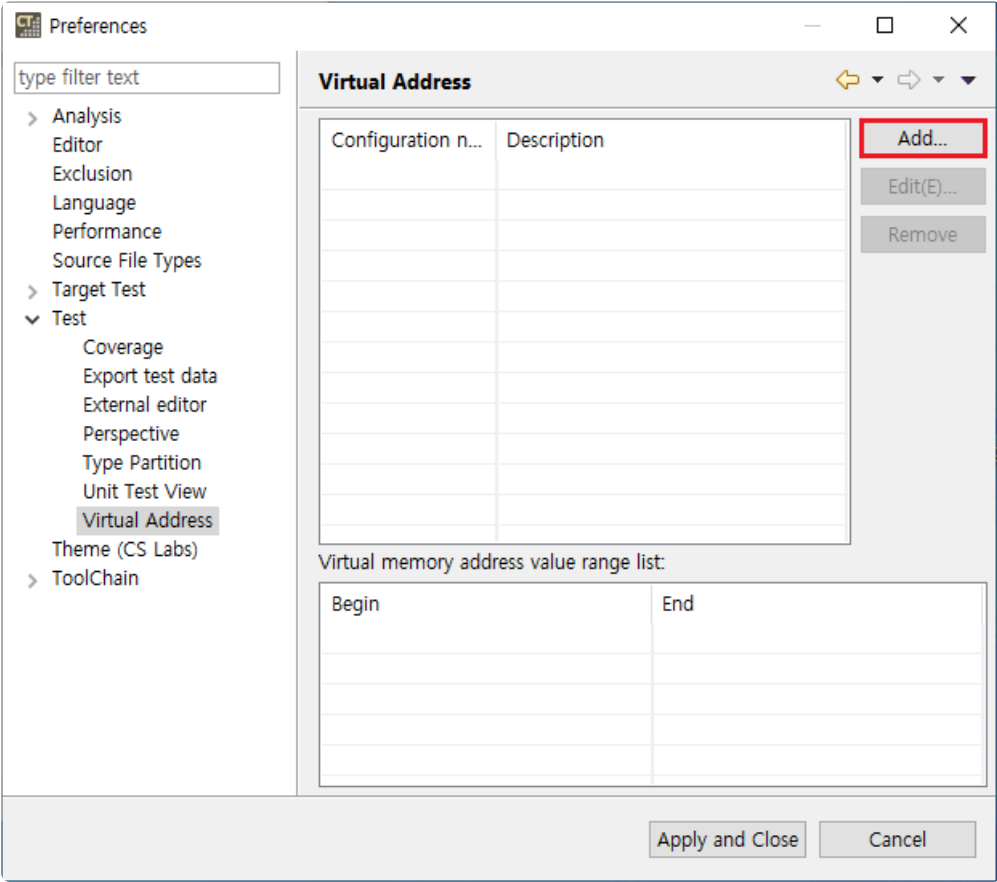 CT
Preferences
type filter text
Analysis
Editor
Exclusion
Language
Performance
Source File Types
Target Test
Test
Coverage
Export test data
External editor
Perspective
Type Partition
Unit Test View
Virtual Address
Theme (CS Labs)
ToolChain
Virtual Address
Configuration n... Description
Add...
Edit(E)...
Remove
Virtual memory address value range list:
Begin End
Apply and Close Cancel